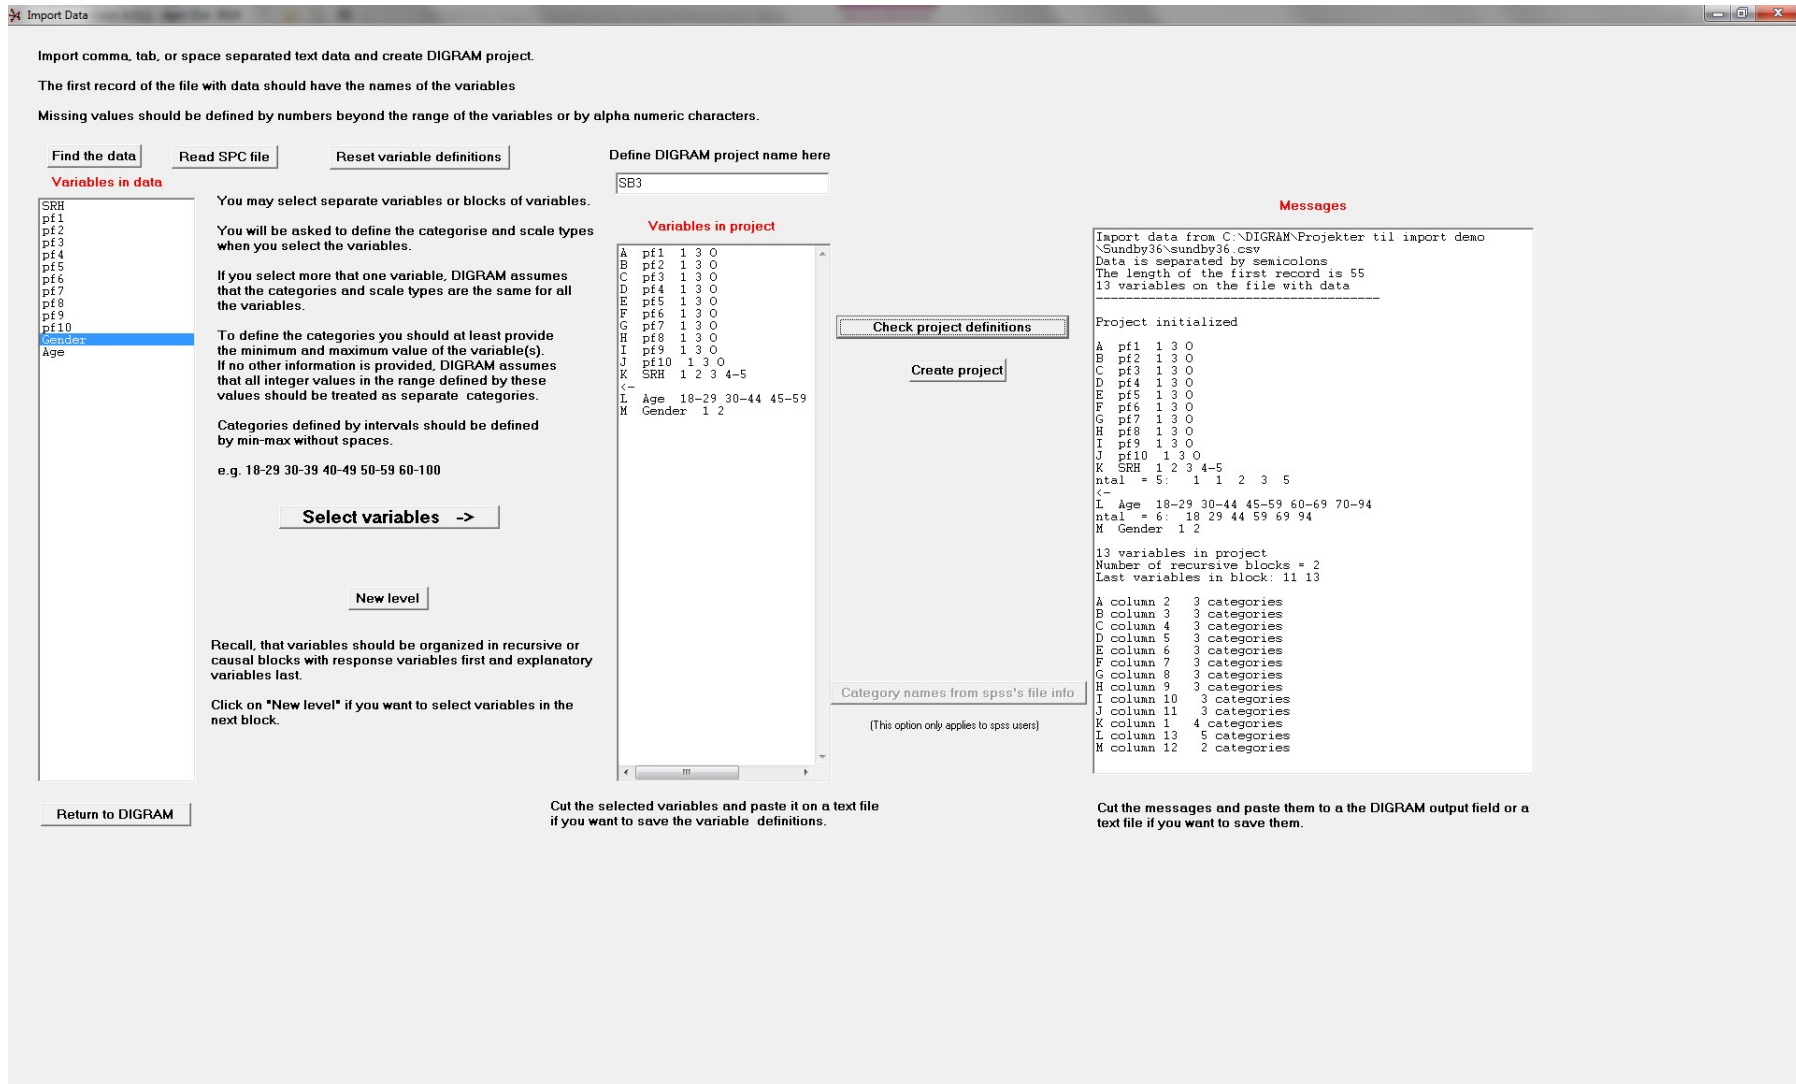 Import Data
Import comma, tab, or space separated text data and create DIGRAM project.
The first record of the file with data should have the names of the variables
Missing values should be defined by numbers beyond the range of the variables or by alpha numeric characters.
Find the data
Read SPC file
Reset variable definitions
Define DIGRAM project name here
SB3
Variables in data
SRH
pf1
pf2
pf3
pf4
pf5
pf6
pf7
pf8
pf9
pf10
Gender
Age
You may select separate variables or blocks of variables.
You will be asked to define the categorise and scale types
when you select the variables.
If you select more that one variable, DIGRAM assumes
that the categories and scale types are the same for all
the variables.
To define the categories you should at least provide
the minimum and maximum value of the variable(s).
If no other information is provided, DIGRAM assumes
that all integer values in the range defined by these
values should be treated as separate categories.
Categories defined by intervals should be defined
by min-max without spaces.
e.g. 18-29 30-39 40-49 50-59 60-100
Select variables ->
New level
Recall, that variables should be organized in recursive or
causal blocks with response variables first and explanatory
variables last.
Click on "New level" if you want to select variables in the
next block.
Return to DIGRAM
Variables in project
A pf1 1 3 O
B pf2 1 3 O
C pf3 1 3 O
D pf4 1 3 O
E pf5 1 3 O
F pf6 1 3 O
G pf7 1 3 O
H pf8 1 3 O
I pf9 1 3 O
J pf10 1 3 O
K SRH 1 2 3 4-5
<-
L Age 18-29 30-44 45-59
M Gender 1 2
Cut the selected variables and paste it on a text file
if you want to save the variable definitions.
Check project definitions
Create project
Category names from spss's file info
(This option only applies to spss users)
Messages
Import data from C:\DIGRAM\Projekter til import demo
\Sundby36\sundby36.csv
Data is separated by semicolons
The length of the first record is 55
13 variables on the file with data
----------------------------------------
Project initialized
A pf1 1 3 O
B pf2 1 3 O
C pf3 1 3 O
D pf4 1 3 O
E pf5 1 3 O
F pf6 1 3 O
G pf7 1 3 O
H pf8 1 3 O
I pf9 1 3 O
J pf10 1 3 O
K SRH 1 2 3 4-5
ntal = 5: 1 1 2 3 5
<-
L Age 18-29 30-44 45-59 60-69 70-94
ntal = 6: 18 29 44 59 69 94
M Gender 1 2
13 variables in project
Number of recursive blocks = 2
Last variables in block: 11 13
A column 2 3 categories
B column 3 3 categories
C column 4 3 categories
D column 5 3 categories
E column 6 3 categories
F column 7 3 categories
G column 8 3 categories
H column 9 3 categories
I column 10 3 categories
J column 11 3 categories
K column 1 4 categories
L column 13 5 categories
M column 12 2 categories
Cut the messages and paste them to a the DIGRAM output field or a
text file if you want to save them.